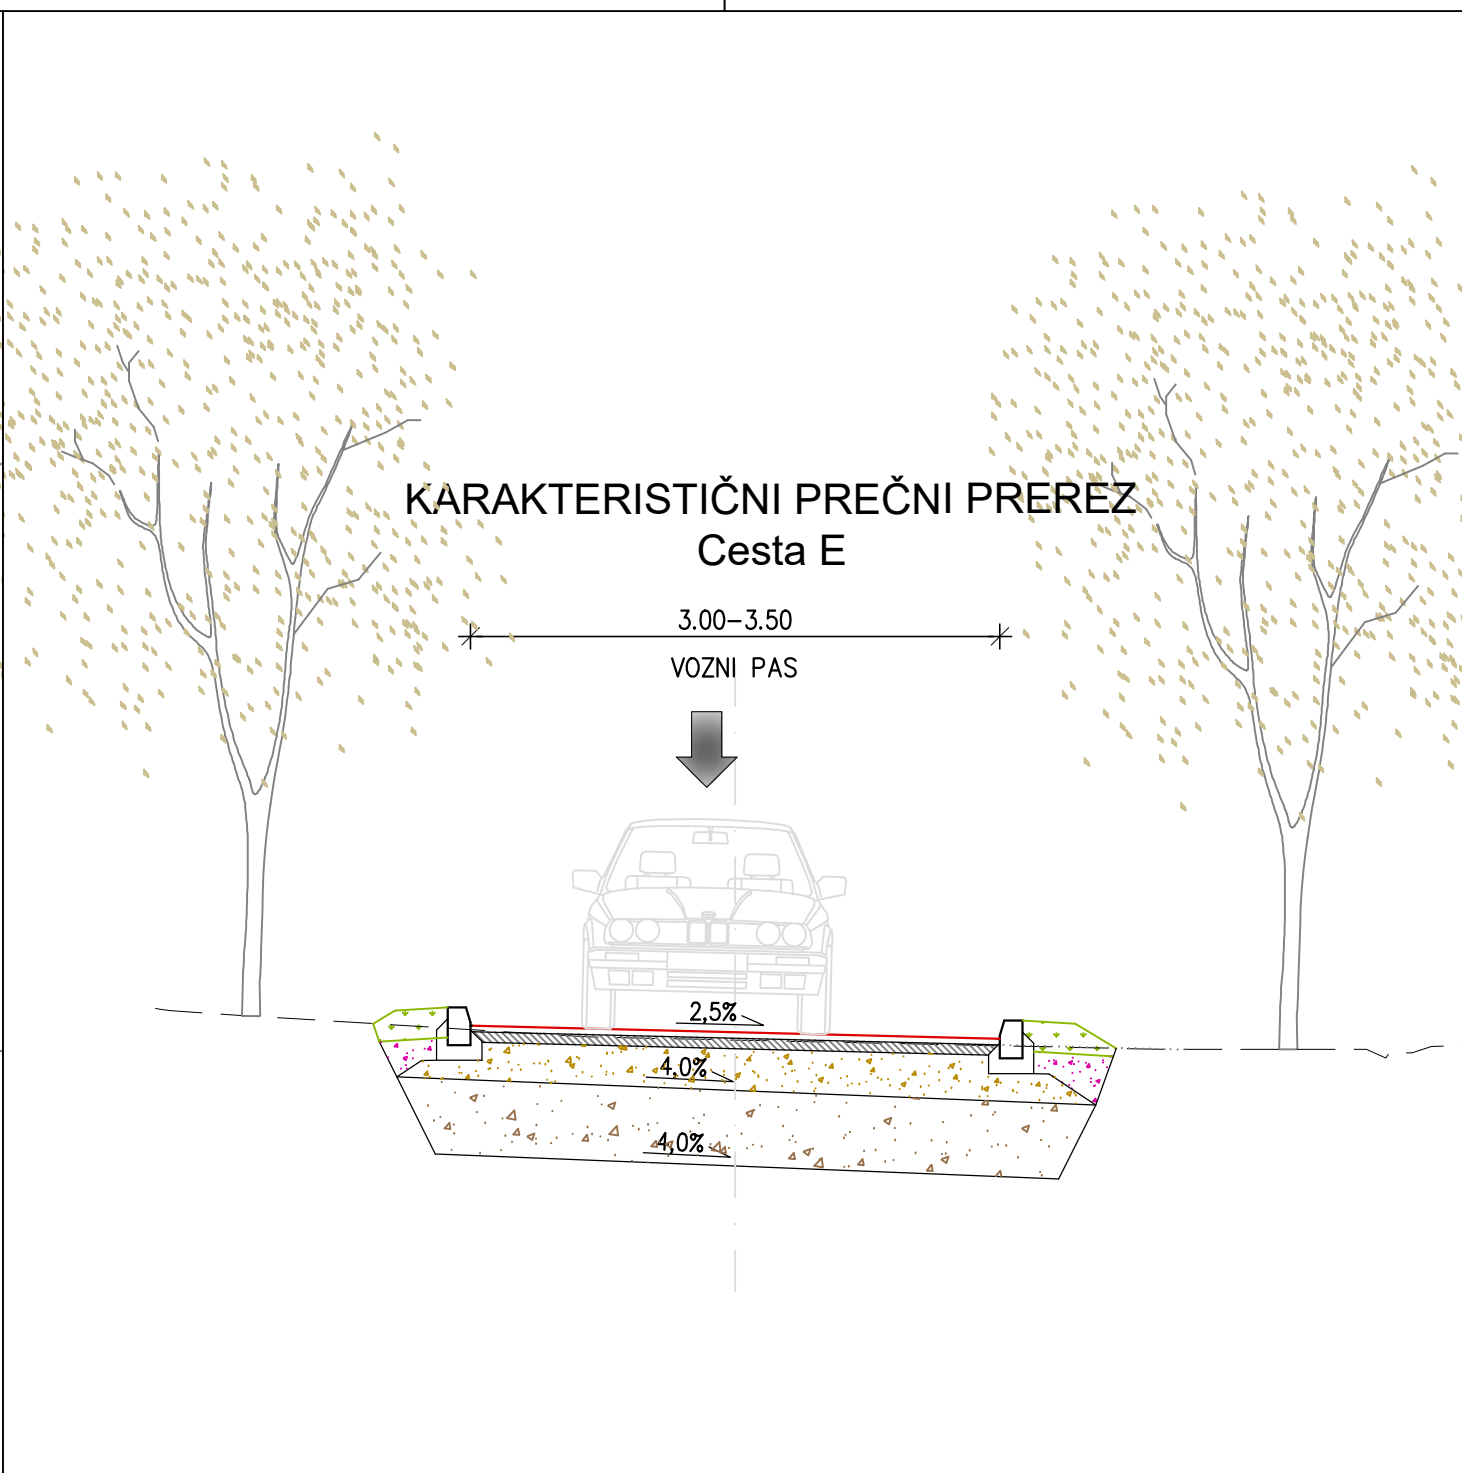 KARAKTERISTIČNI PREČNI PREREZ
Cesta E
3.00-3.50
VOZNI PAS
2,5%
4,0%
4,0%